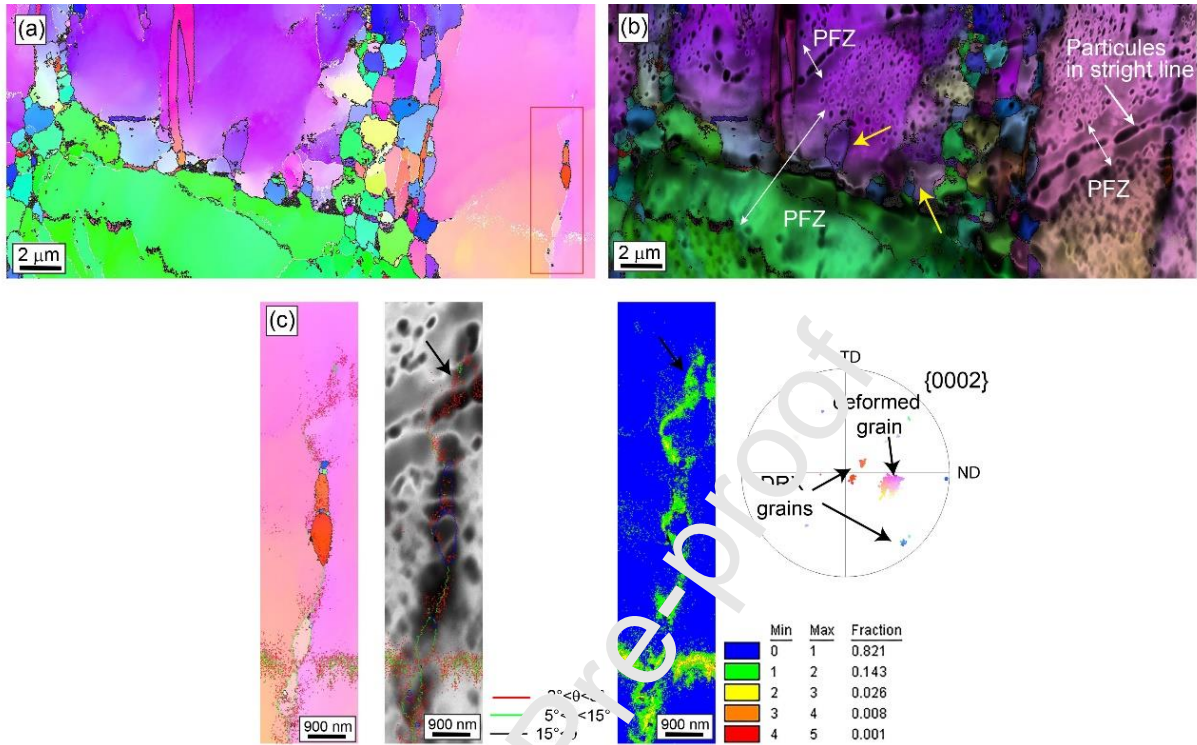 (a)
2 μm
(b)
PFZ
Particules
in stright line
PFZ
PFZ
2 μm
(c)
900 nm
900 nm
900 nm
TD
{0002}
deformed
grain
ND
grains
15°
Pre-proof
Min Max Fraction
0 1 0.821
1 2 0.143
2 3 0.026
3 4 0.008
4 5 0.001